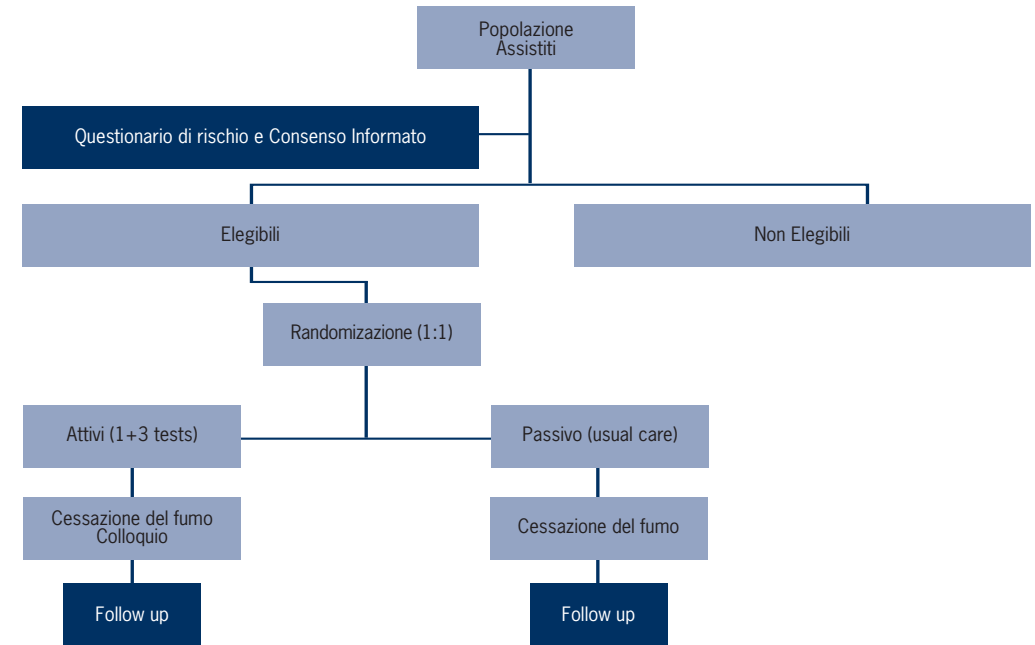 Popolazione
Assistiti
Questionario di rischio e Consenso Informato
Elegibili
Non Elegibili
Randomizazione (1:1)
Attivi (1+3 tests)
Passivo (usual care)
Cessazione del fumo
Colloquio
Cessazione del fumo
Follow up
Follow up